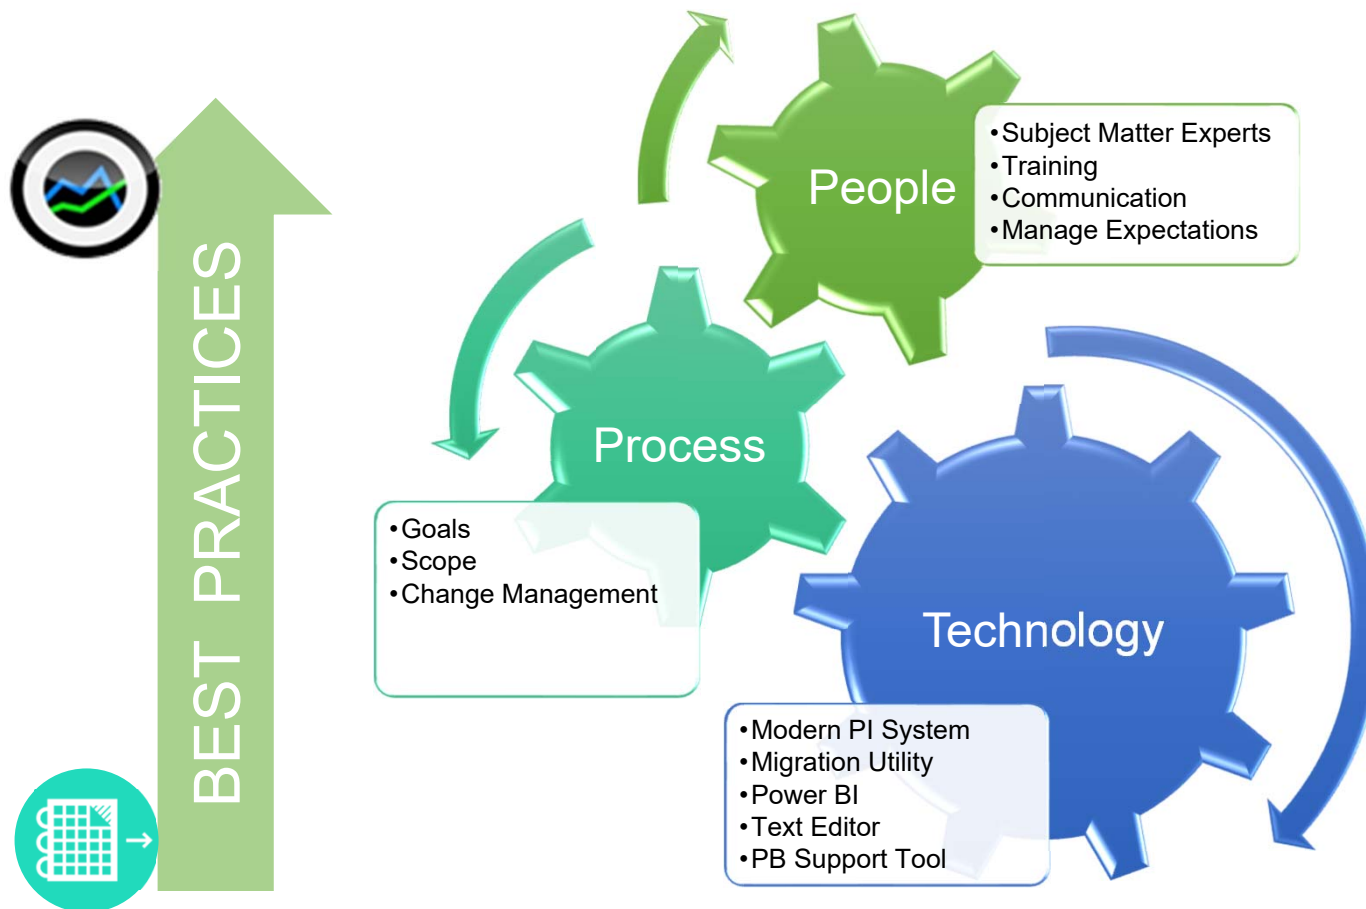 BEST PRACTICES
People
•Subject Matter Experts
•Training
•Communication
•Manage Expectations
Process
•Goals
•Scope
•Change Management
Technology
•Modern PI System
•Migration Utility
•Power BI
•Text Editor
•PB Support Tool